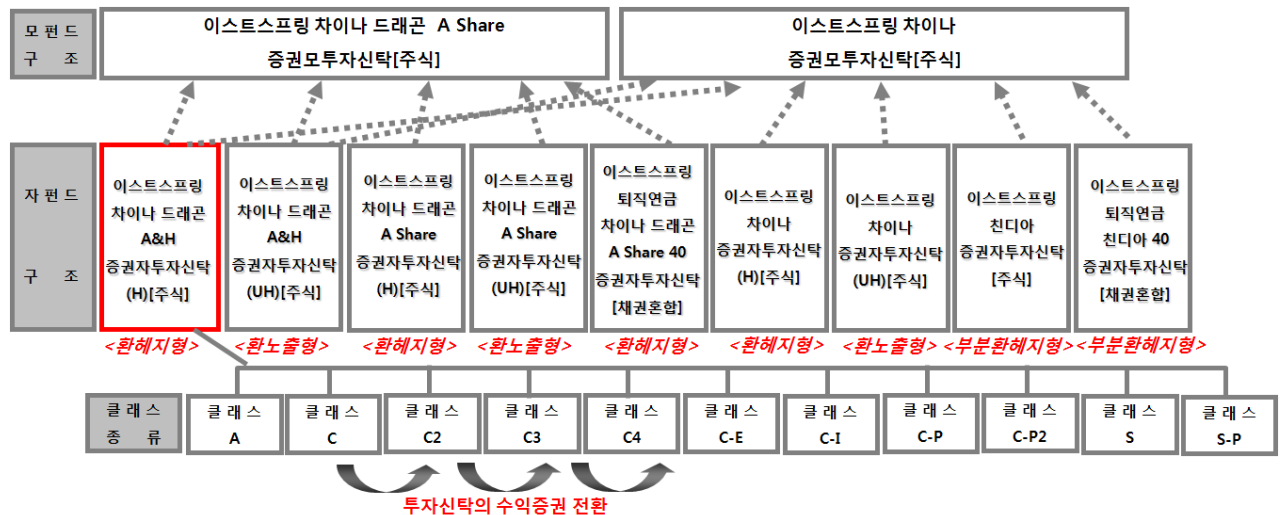 모 펀 드
구 조
이스트스프링 차이나 드래곤 A Share
증권모투자신탁[주식]
이스트스프링 차이나
증권모투자신탁[주식]
자 펀 드
구 조
이스트스프링
차이나 드래곤
A&H
증권자투자신탁
(H)[주식]
이스트스프링
차이나 드래곤
A&H
증권자투자신탁
(UH)[주식]
이스트스프링
차이나 드래곤
A Share
증권자투자신탁
(H)[주식]
이스트스프링
차이나 드래곤
A Share
증권자투자신탁
(UH)[주식]
이스트스프링
퇴직연금
차이나 드래곤
A Share 40
증권자투자신탁
[채권혼합]
이스트스프링
차이나
증권자투자신탁
(H)[주식]
이스트스프링
차이나
증권자투자신탁
(UH)[주식]
이스트스프링
친디아
증권자투자신탁
[주식]
이스트스프링
퇴직연금
친디아 40
증권자투자신탁
[채권혼합]
<환헤지형>
<환노출형>
<환헤지형>
<환노출형>
<환헤지형>
<환헤지형>
<환노출형>
<부분환헤지형>
<부분환헤지형>
클 래 스
종 류
클 래 스
A
클 래 스
C
클 래 스
C2
클 래 스
C3
클 래 스
C4
클 래 스
C-E
클 래 스
C-I
클 래 스
C-P
클 래 스
C-P2
클 래 스
S
클 래 스
S-P
투자신탁의 수익증권 전환